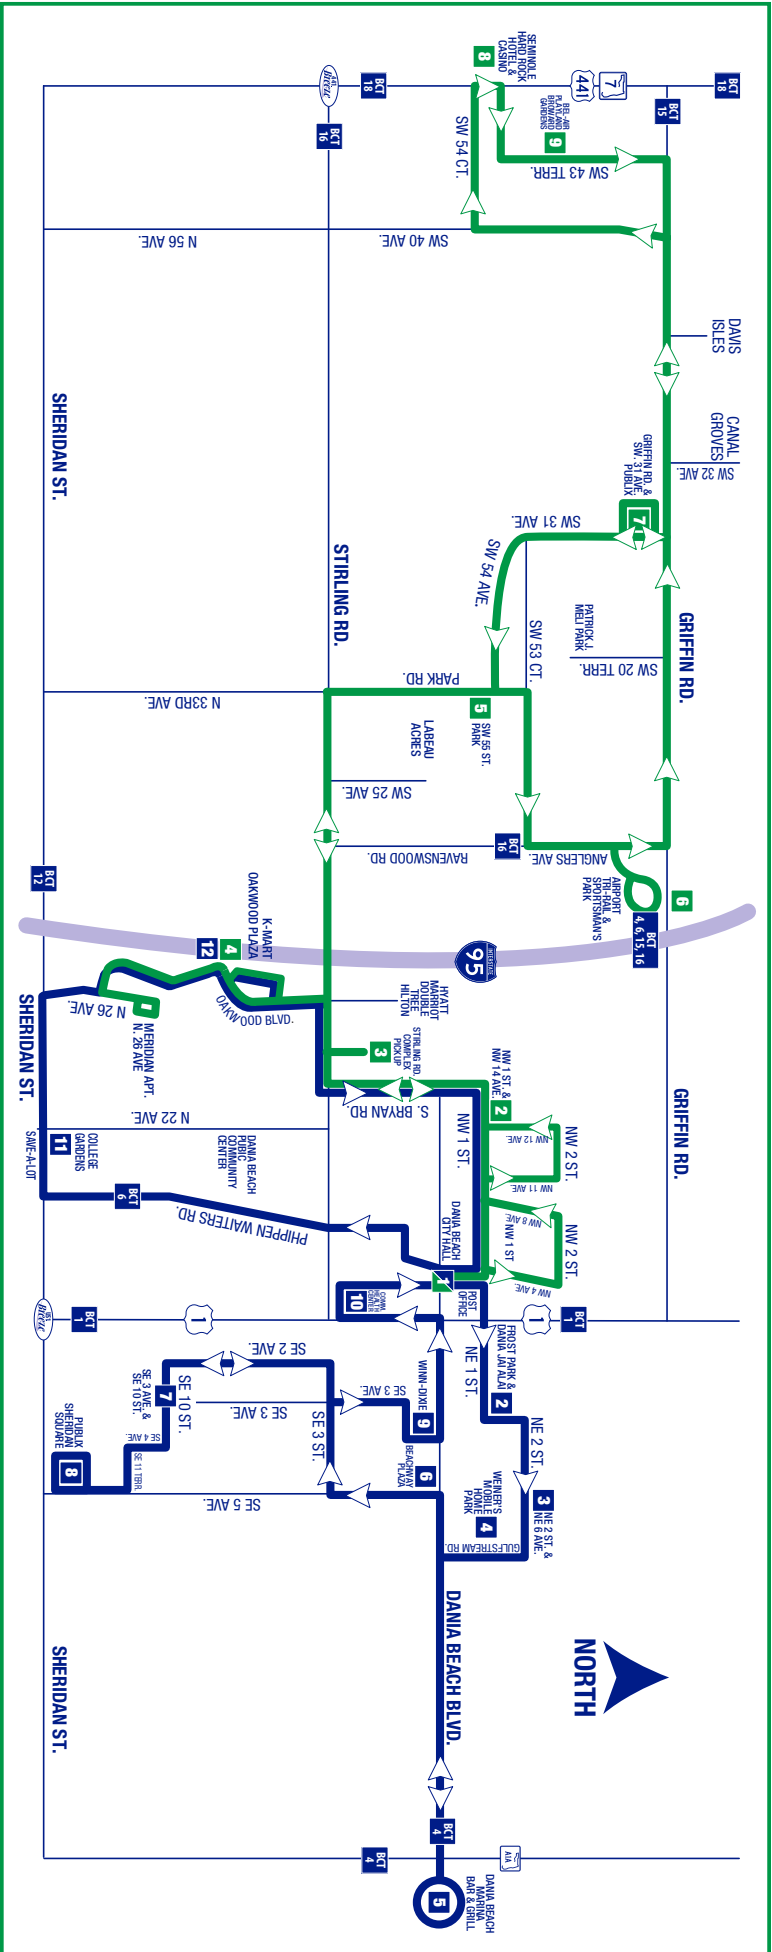 SEMINOLE
HARD ROCK
HOTEL &
CASINO
8
441
7
BCT
18
BCT
15
BCT
18
441
Breeze
BCT
16
BEL-AIR
PLAYLAND
BROWARD
GARDENS
9
SW 54 CT.
SW 43 TERR.
N 56 AVE.
SW 40 AVE.
DAVIS
ISLES
CANAL
GROVES
SW 32 AVE.
SHERIDAN ST.
STIRLING RD.
GRIFFIN RD. &
SW. 31 AVE.
PUBLIX
7
SW 31 AVE.
SW 54 AVE.
SW 53 CT.
PATRICK J.
MELI PARK
SW 20 TERR.
GRIFFIN RD.
N 33RD AVE.
PARK RD.
5
SW 55 ST.
PARK
LABEAU
ACRES
SW 25 AVE.
RAVENSWOOD RD.
BCT
16
ANGLERS AVE.
AIRPORT
TRI-RAIL &
SPORTSMAN'S
PARK
6
BCT
4, 6, 15, 16
BCT
12
K-MART
OAKWOOD PLAZA
12
4
INTERSTATE
95
OAKWOOD BLVD.
N 26 AVE.
MERIDIAN APT.
N. 26 AVE
HYATT
DOUBLE
MARRIOT
TREE
HILTON
STIRLING RD.
COMPLEX
PICKUP
3
SHERIDAN ST.
S. BRYAN RD.
NW 1 ST. &
NW 14 AVE.
2
NW 1 ST.
NW 12 AVE.
NW 2 ST.
NW 11 AVE.
GRIFFIN RD.
N 22 AVE.
SAVE-A-LOT
11
COLLEGE
GARDENS
DANIA BEACH
PUBIC
COMMUNITY
CENTER
BCT
6
PHIPPEN WAITERS RD.
DANIA BEACH
CITY HALL
NW 8 AVE.
NW 1 ST
NW 2 ST.
NW 4 AVE.
1
POST
OFFICE
10
COMM.
HEALTH
CENTER
US1
Breeze
BCT
1
1
1
BCT
1
NE 1 ST.
FROST PARK &
DANIA JAI ALAI
2
SE 2 AVE.
SE 3 AVE. &
SE 10 ST.
7
SE 10 ST.
SE 3 AVE.
SE 3 AVE.
WINN-DIXIE
9
SE 3 ST.
NE 2 ST.
PUBLIX
SHERIDAN
SQUARE
8
SE 4 AVE.
SE 11 TERR.
SE 5 AVE.
BEACHWAY
PLAZA
6
WEINER'S
MOBILE
HOME
PARK
4
3
NE 2 ST. &
NE 6 AVE.
GULFSTREAM RD.
SHERIDAN ST.
DANIA BEACH BLVD.
NORTH
BCT
4
BCT
4
A1A
5
DANIA BEACH
MARINA
BAR & GRILL